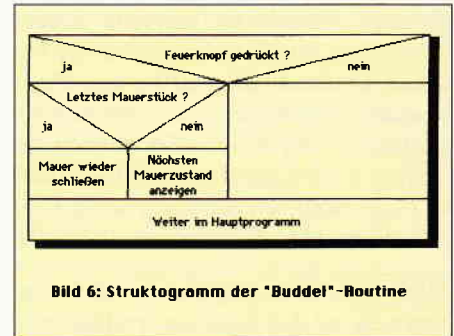 Feuerknopf gedrückt ?
ja
nein
Letztes Mauerstück ?
ja
nein
Mauer wieder
schließen
Nächsten
Mauerzustand
anzeigen
Weiter im Hauptprogramm
Bild 6: Struktogramm der "Buddel"-Routine